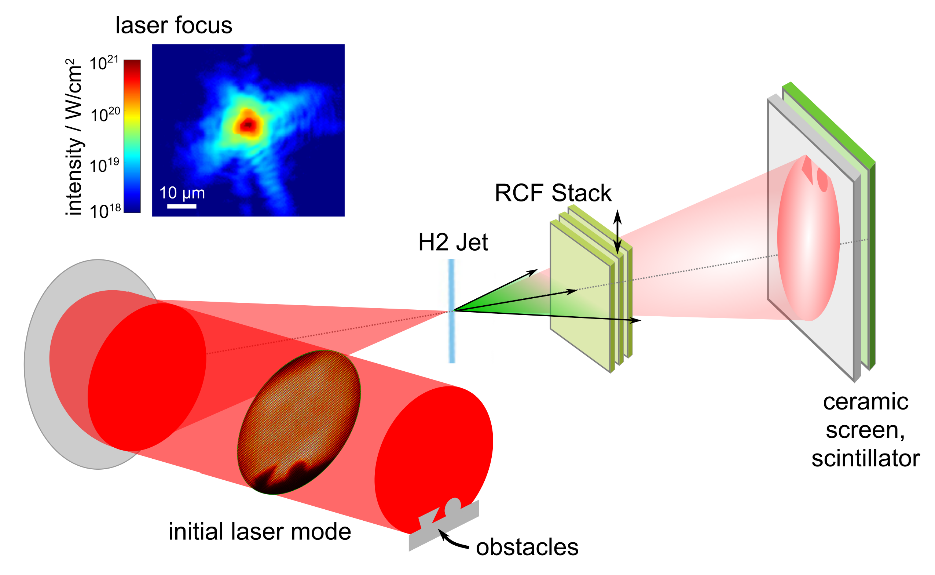 laser focus
intensity / W/cm²
10²¹
10²⁰
10¹⁹
10¹⁸
10 µm
RCF Stack
H2 Jet
ceramic
screen,
scintillator
initial laser mode
obstacles